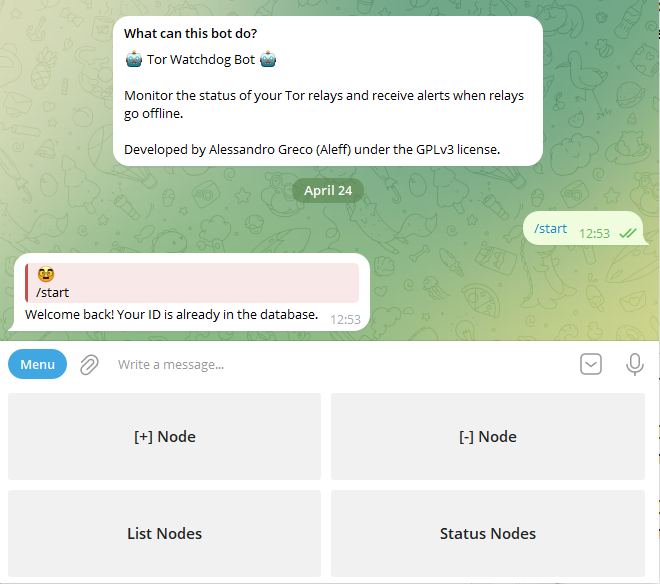 What can this bot do?
🤖 Tor Watchdog Bot 🤖
Monitor the status of your Tor relays and receive alerts when relays
go offline.
Developed by Alessandro Greco (Aleff) under the GPLv3 license.
April 24
/start 12:53
🥸
/start
Welcome back! Your ID is already in the database. 12:53
Menu Write a message...
[+] Node [-] Node
List Nodes Status Nodes